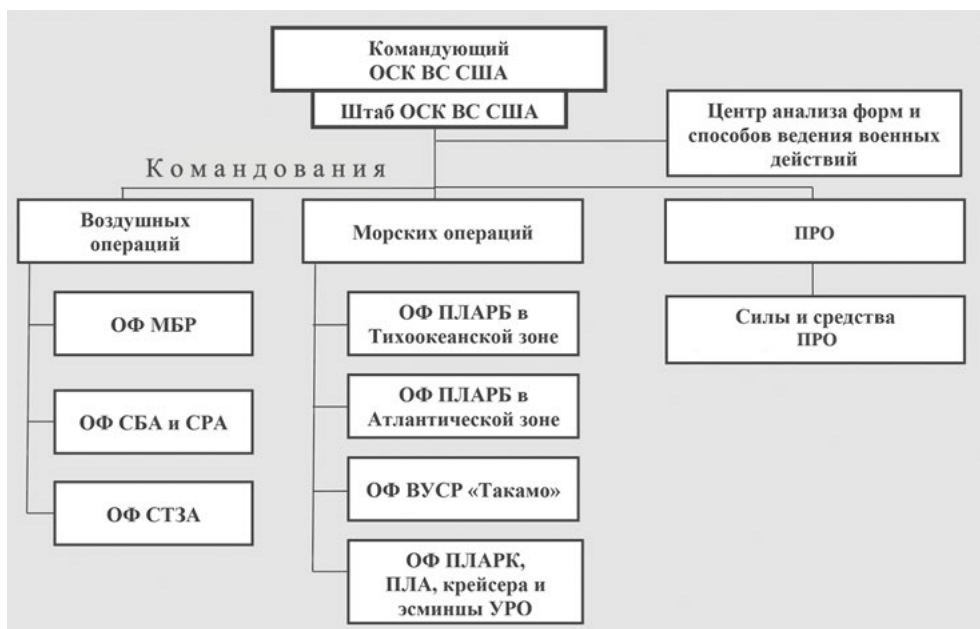 Командующий
ОСК ВС США
Штаб ОСК ВС США
Центр анализа форм и
способов ведения военных
действий
Командования
Воздушных
операций
Морских операций
ПРО
ОФ МБР
ОФ СБА и СРА
ОФ СТЗА
ОФ ПЛАРБ в
Тихоокеанской зоне
ОФ ПЛАРБ в
Атлантической зоне
ОФ ВУСР «Такамо»
ОФ ПЛАРК,
ПЛА, крейсера и
эсминцы УРО
Силы и средства
ПРО